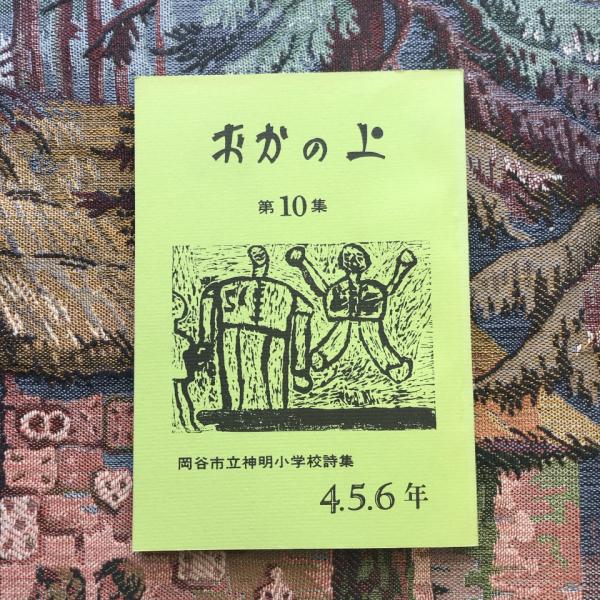 おかの上
第10集
岡谷市立神明小学校詩集
4.5.6年